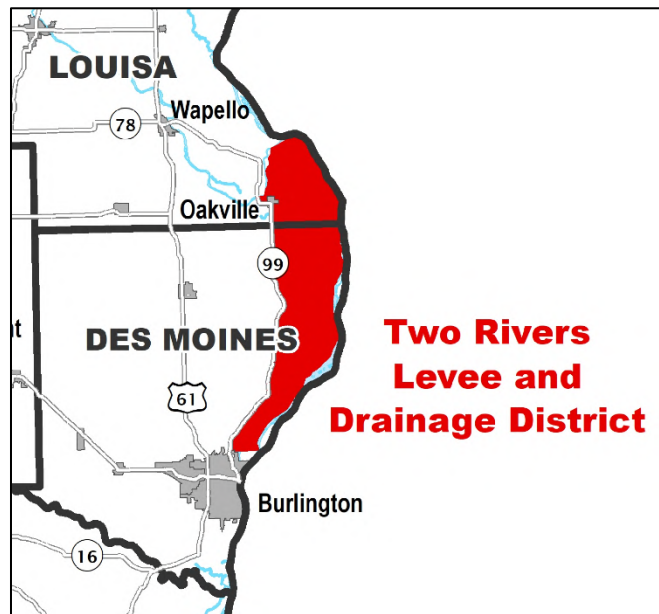 LOUISA
Wapello
78
Oakville
99
DES MOINES
61
Two Rivers
Levee and
Drainage District
Burlington
16